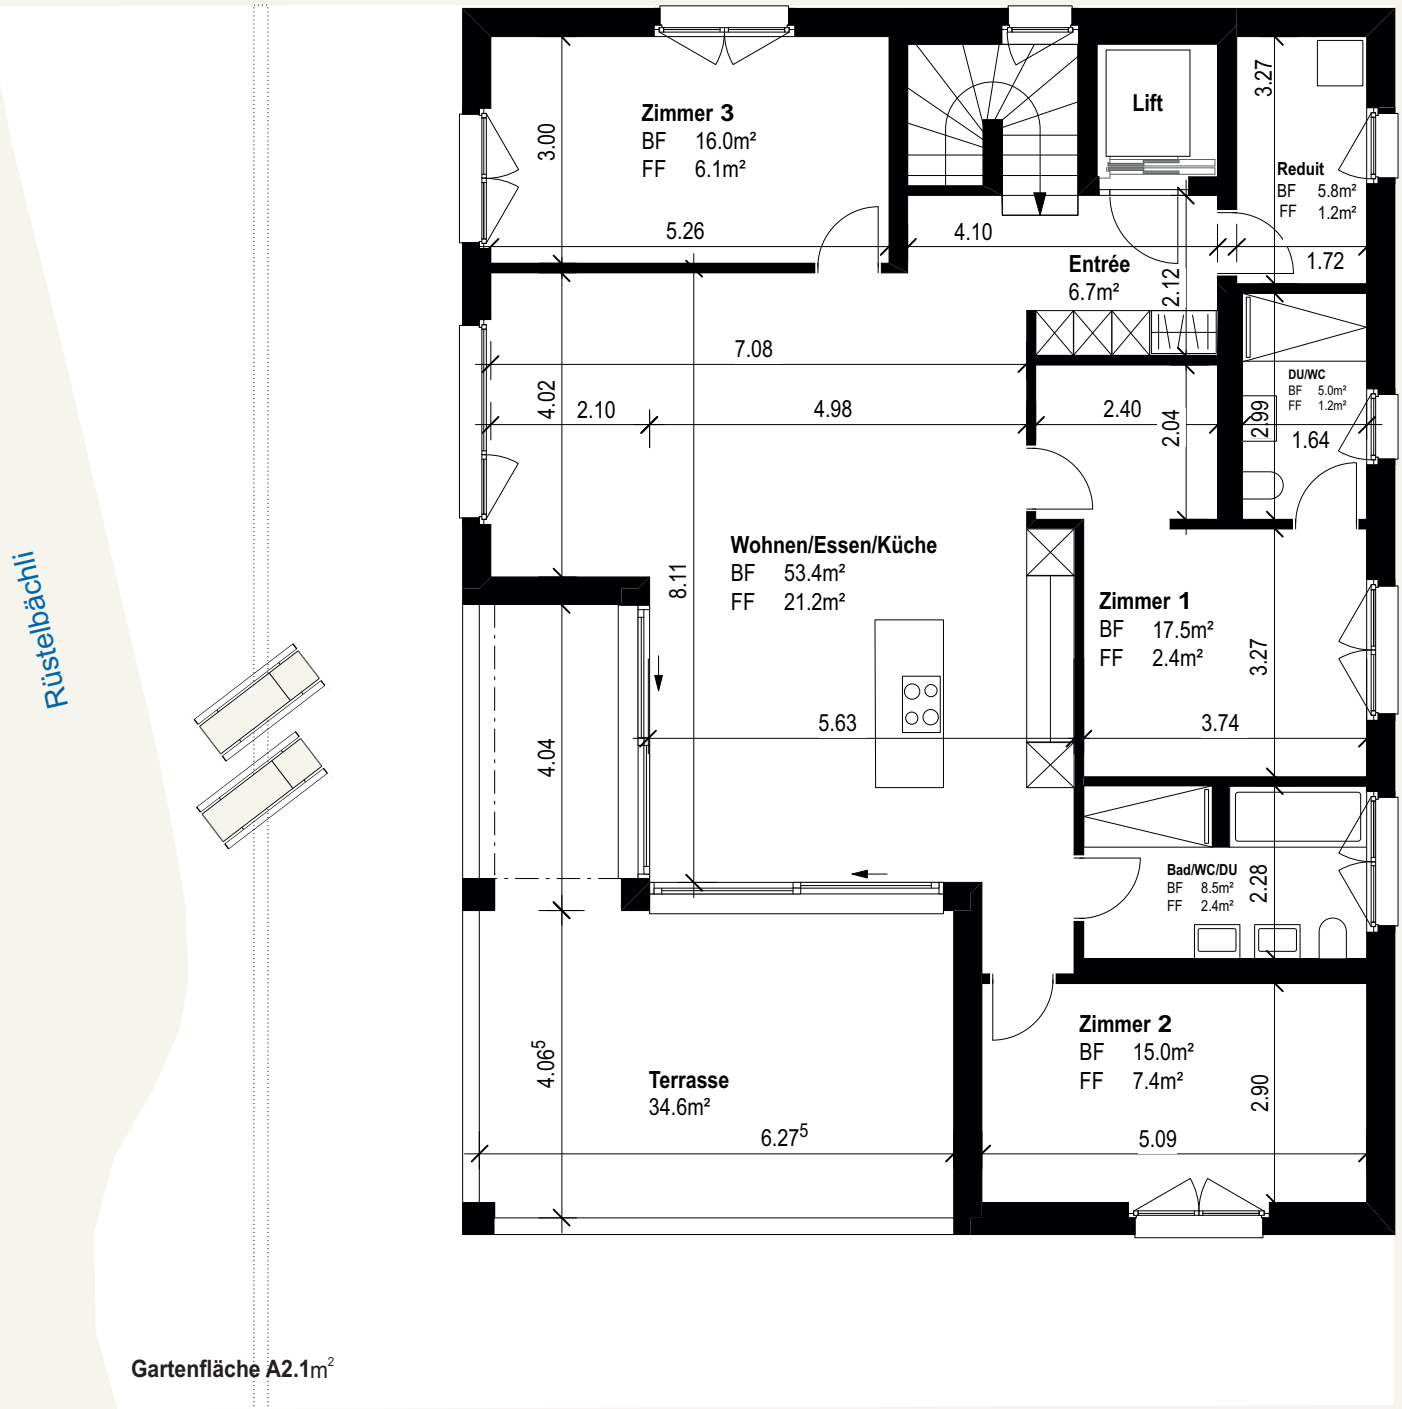 Zimmer 3
BF 16.0m²
FF 6.1m²
3.00
5.26
Lift
3.27
Reduit
BF 5.8m²
FF 1.2m²
4.10
1.72
Entrée
6.7m²
2.12
7.08
4.02
2.10
4.98
2.40
2.04
DU/WC
BF 5.0m²
FF 1.2m²
2.99
1.64
Rüstelbächli
Wohnen/Essen/Küche
BF 53.4m²
FF 21.2m²
8.11
Zimmer 1
BF 17.5m²
FF 2.4m²
3.27
5.63
3.74
4.04
Bad/WC/DU
BF 8.5m²
FF 2.4m²
2.28
Zimmer 2
BF 15.0m²
FF 7.4m²
2.90
4.06⁵
Terrasse
34.6m²
6.27⁵
5.09
Gartenfläche A2.1m²